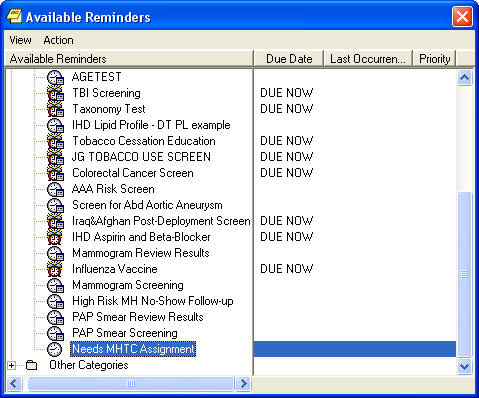 Available Reminders
View Action
Available Reminders Due Date Last Occurren... Priority
AGETEST
TBI Screening DUE NOW
Taxonomy Test DUE NOW
IHD Lipid Profile - DT PL example
Tobacco Cessation Education DUE NOW
JG TOBACCO USE SCREEN DUE NOW
Colorectal Cancer Screen DUE NOW
AAA Risk Screen
Screen for Abd Aortic Aneurysm
Iraq&Afghan Post-Deployment Screen DUE NOW
IHD Aspirin and Beta-Blocker DUE NOW
Mammogram Review Results
Influenza Vaccine DUE NOW
Mammogram Screening
High Risk MH No-Show Follow-up
PAP Smear Review Results
PAP Smear Screening
Needs MHTC Assignment
Other Categories